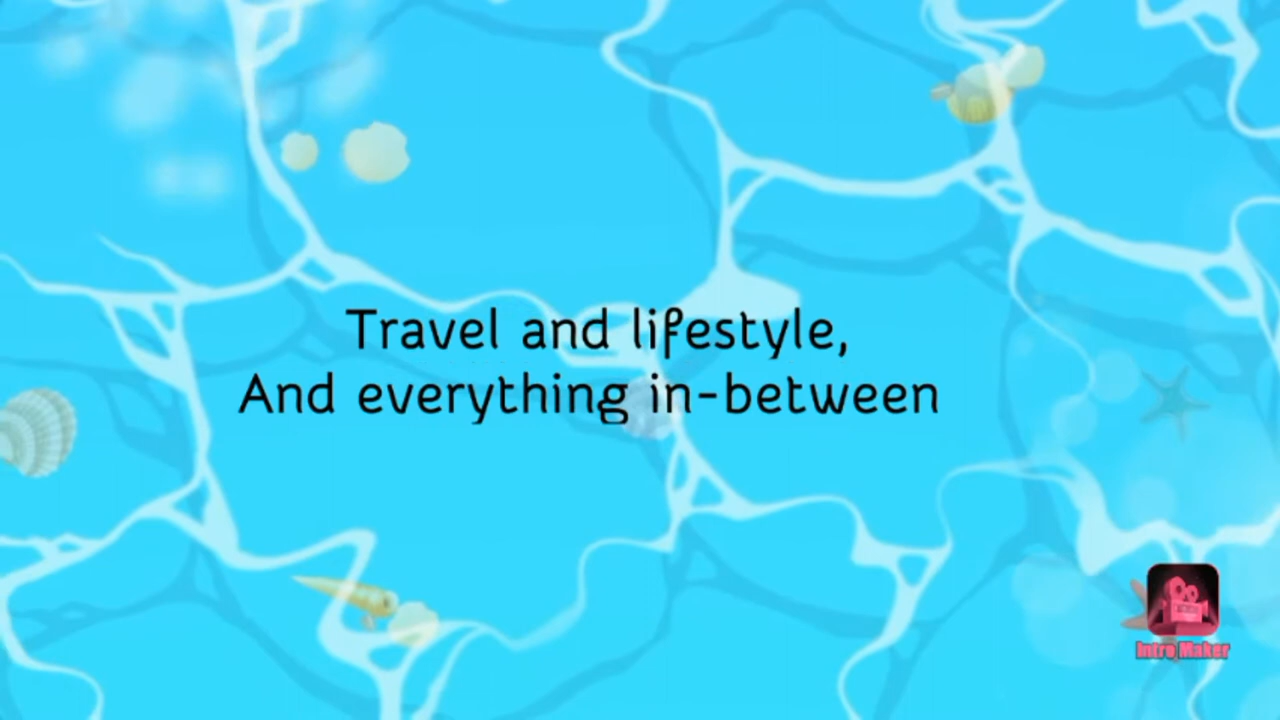 Travel and lifestyle,
And everything in-between
Intro Maker